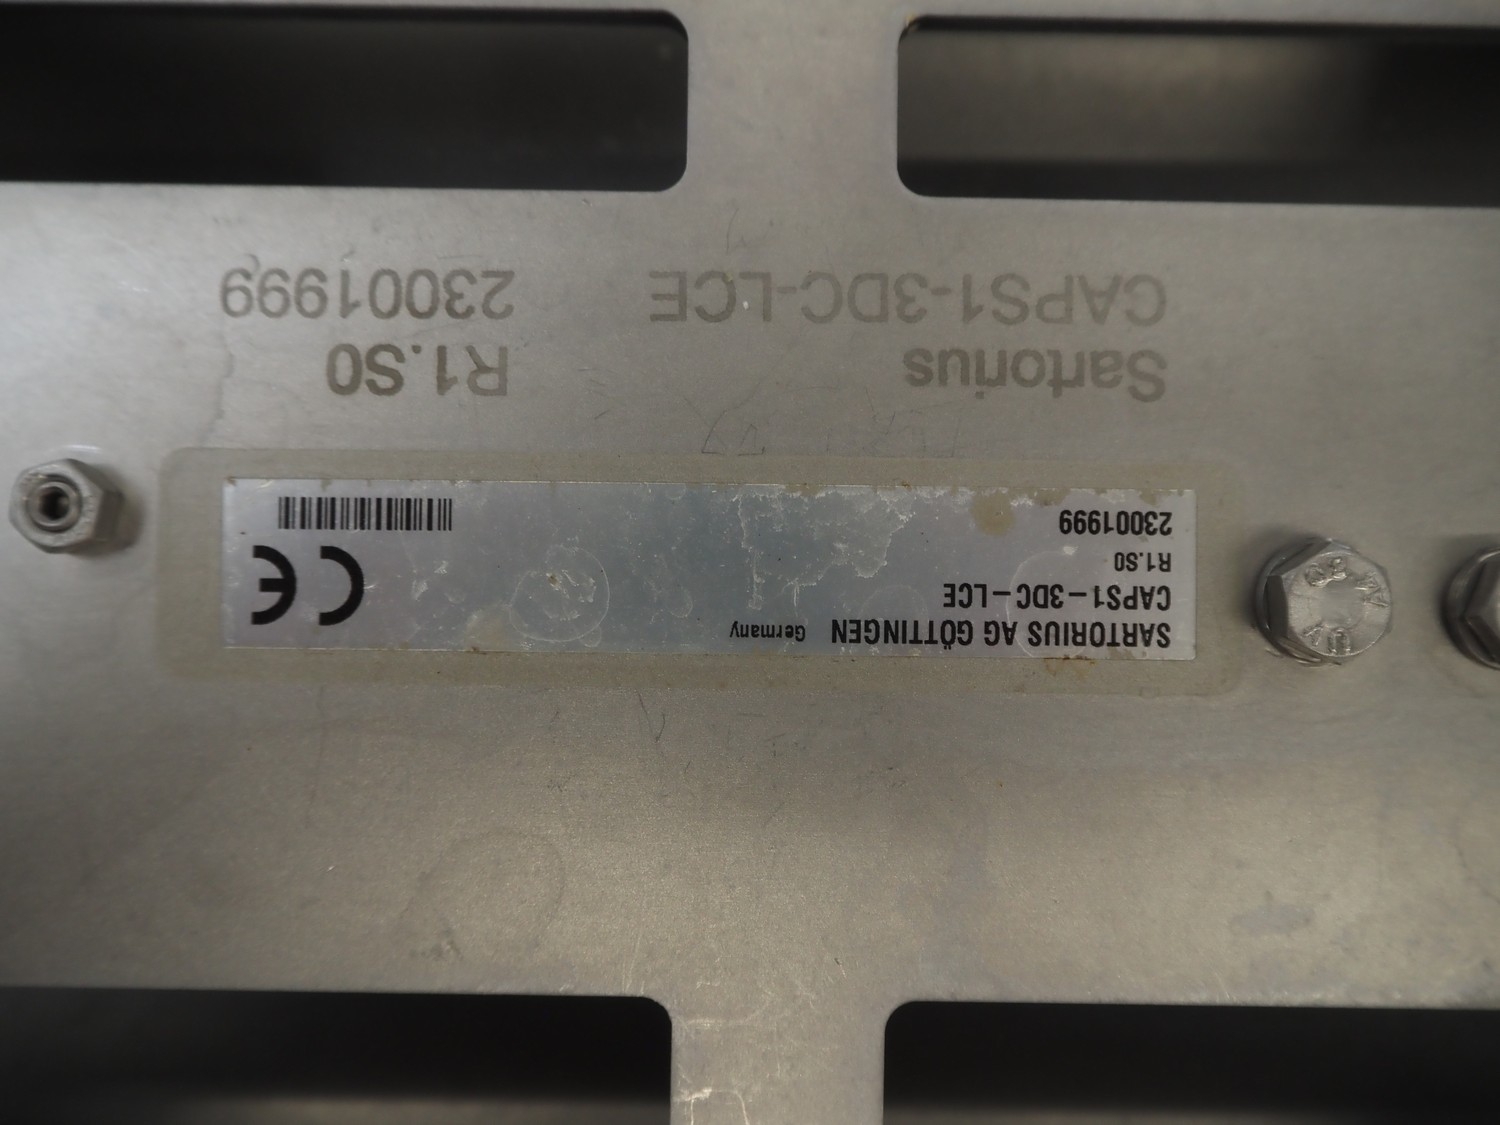 SARTORIUS AG GÖTTINGEN Germany
CAPS1-3DC-LCE
R1.S0
23001999
CE
Sartorius R1.S0
CAPS1-3DC-LCE 23001999